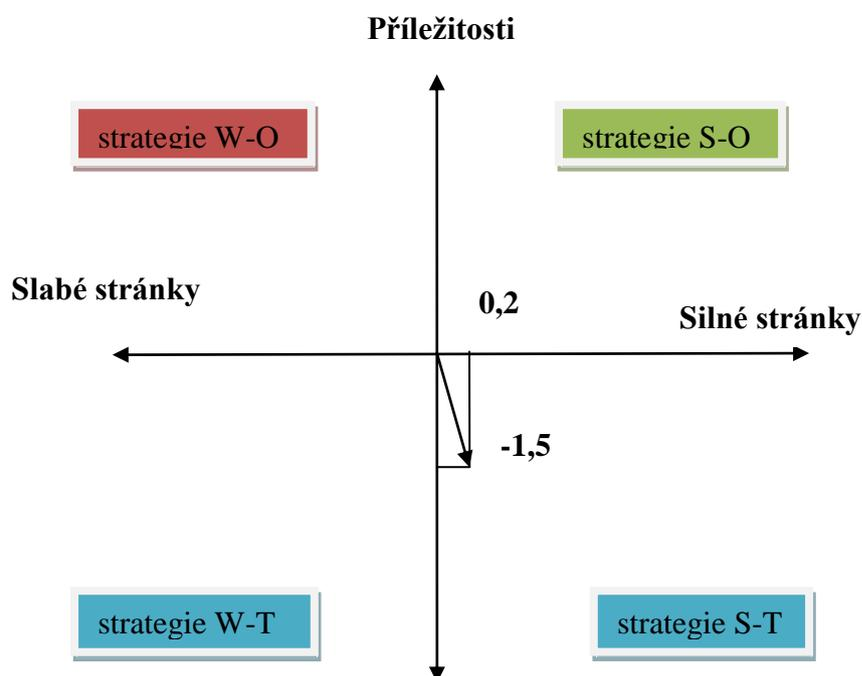 Příležitosti
strategie W-O
strategie S-O
Slabé stránky
0,2
Silné stránky
-1,5
strategie W-T
strategie S-T